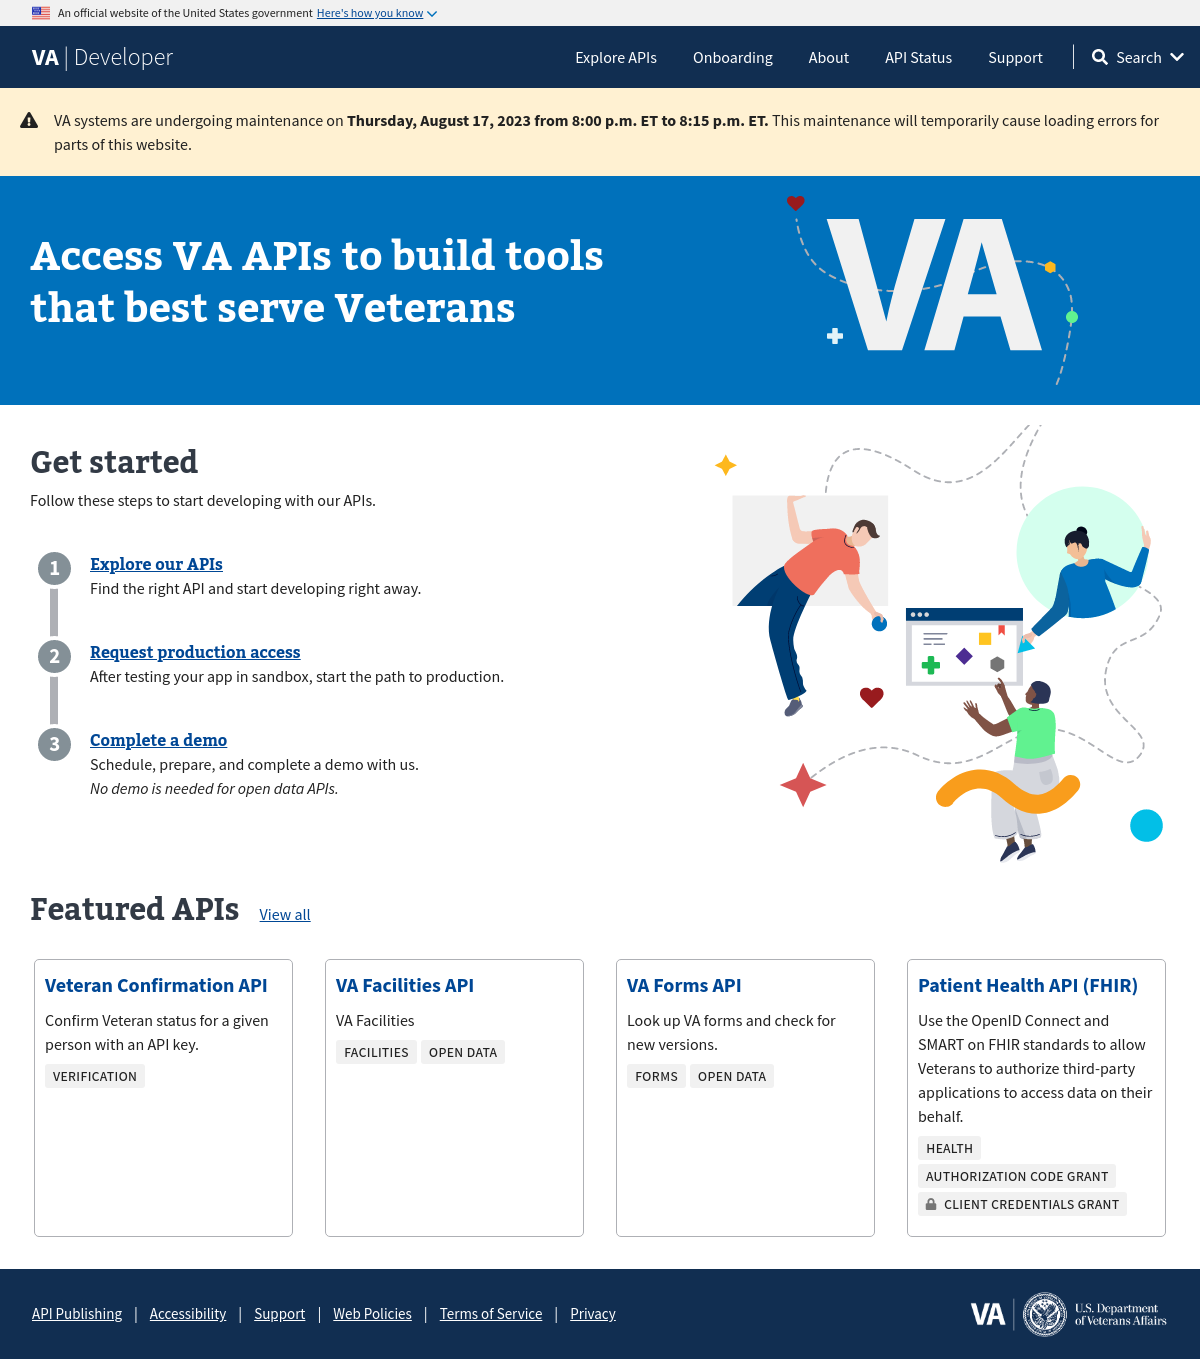 An official website of the United States government Here's how you know
VA | Developer
Explore APIs Onboarding About API Status Support Search
VA systems are undergoing maintenance on Thursday, August 17, 2023 from 8:00 p.m. ET to 8:15 p.m. ET. This maintenance will temporarily cause loading errors for
parts of this website.
Access VA APIs to build tools
that best serve Veterans
VA
Get started
Follow these steps to start developing with our APIs.
1 Explore our APIs
Find the right API and start developing right away.
2 Request production access
After testing your app in sandbox, start the path to production.
3 Complete a demo
Schedule, prepare, and complete a demo with us.
No demo is needed for open data APIs.
Featured APIs View all
Veteran Confirmation API
Confirm Veteran status for a given
person with an API key.
VERIFICATION
VA Facilities API
VA Facilities
FACILITIES OPEN DATA
VA Forms API
Look up VA forms and check for
new versions.
FORMS OPEN DATA
Patient Health API (FHIR)
Use the OpenID Connect and
SMART on FHIR standards to allow
Veterans to authorize third-party
applications to access data on their
behalf.
HEALTH
AUTHORIZATION CODE GRANT
CLIENT CREDENTIALS GRANT
API Publishing | Accessibility | Support | Web Policies | Terms of Service | Privacy
VA | U.S. Department
of Veterans Affairs